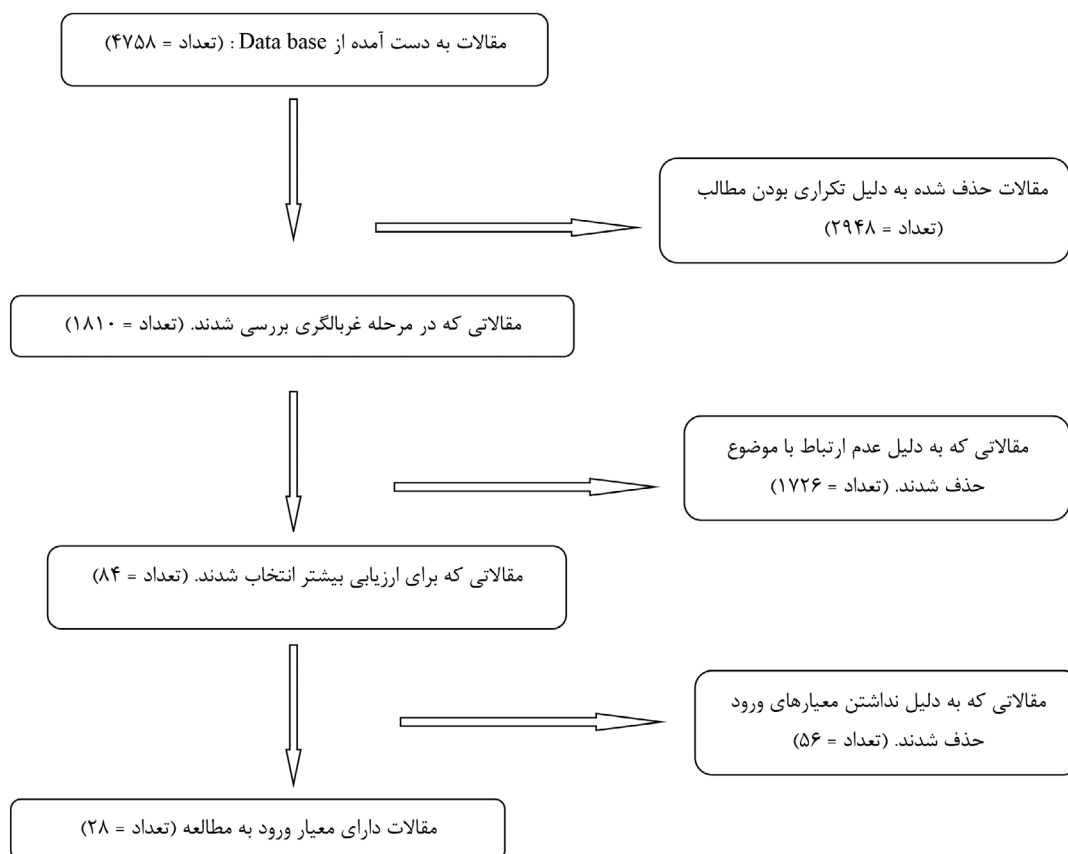 مقالات به دست آمده از Data base : (تعداد = ۴۷۵۸)
مقالات حذف شده به دلیل تکراری بودن مطالب
(تعداد = ۲۹۴۸)
مقالاتی که در مرحله غربالگری بررسی شدند. (تعداد = ۱۸۱۰)
مقالاتی که به دلیل عدم ارتباط با موضوع
حذف شدند. (تعداد = ۱۷۲۶)
مقالاتی که برای ارزیابی بیشتر انتخاب شدند. (تعداد = ۸۴)
مقالاتی که به دلیل نداشتن معیارهای ورود
حذف شدند. (تعداد = ۵۶)
مقالات دارای معیار ورود به مطالعه (تعداد = ۲۸)